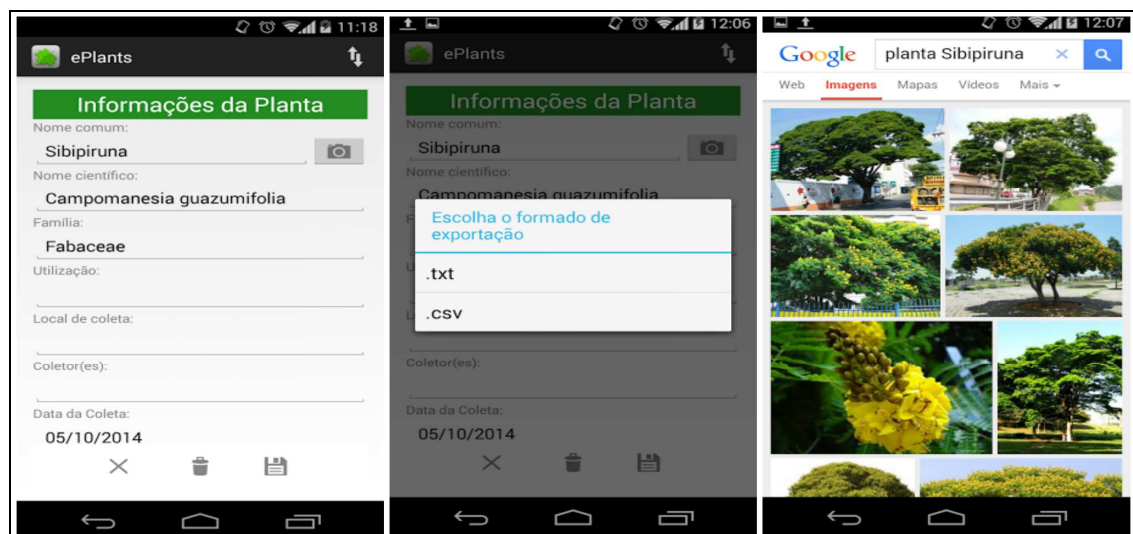 11:18
ePlants
Informações da Planta
Nome comum:
Sibipiruna
Nome científico:
Campomanesia guazumifolia
Família:
Fabaceae
Utilização:
Local de coleta:
Coletor(es):
Data da Coleta:
05/10/2014
12:06
ePlants
Informações da Planta
Nome comum:
Sibipiruna
Nome científico:
Campomanesia guazumifolia
Escolha o formado de
exportação
.txt
.csv
Coletor(es):
Data da Coleta:
05/10/2014
12:07
Google planta Sibipiruna
Web Imagens Mapas Vídeos Mais